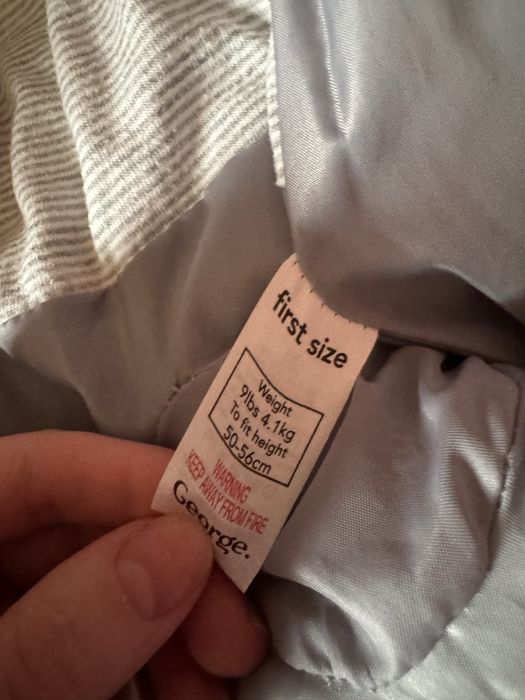 first size
Weight
9lbs 4.1kg
To fit height
50-56cm
WARNING
KEEP AWAY FROM FIRE
George.